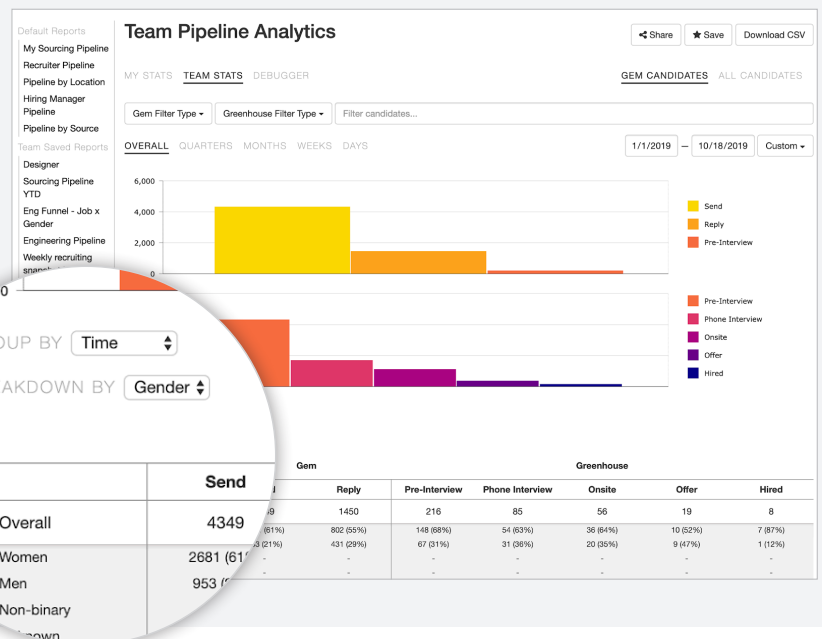 Default Reports
My Sourcing Pipeline
Recruiter Pipeline
Pipeline by Location
Hiring Manager
Pipeline
Pipeline by Source
Team Saved Reports
Designer
Sourcing Pipeline
YTD
Eng Funnel - Job x
Gender
Engineering Pipeline
Weekly recruiting
Team Pipeline Analytics
Share Save Download CSV
MY STATS TEAM STATS DEBUGGER
GEM CANDIDATES ALL CANDIDATES
Gem Filter Type Greenhouse Filter Type Filter candidates...
OVERALL QUARTERS MONTHS WEEKS DAYS
1/1/2019 — 10/18/2019 Custom
6,000
4,000
2,000
0
Send
Reply
Pre-Interview
Pre-Interview
Phone Interview
Onsite
Offer
Hired
0
OUP BY Time
AKDOWN BY Gender
Send
Overall 4349
Women 2681 (61
Men 953
Non-binary
Gem Greenhouse
Reply Pre-Interview Phone Interview Onsite Offer Hired
1450 216 85 56 19 8
(61%) 802 (55%) 148 (68%) 54 (63%) 36 (64%) 10 (52%) 7 (87%)
(21%) 431 (29%) 67 (31%) 31 (36%) 20 (35%) 9 (47%) 1 (12%)
- - - - - - -
- - - - - - -